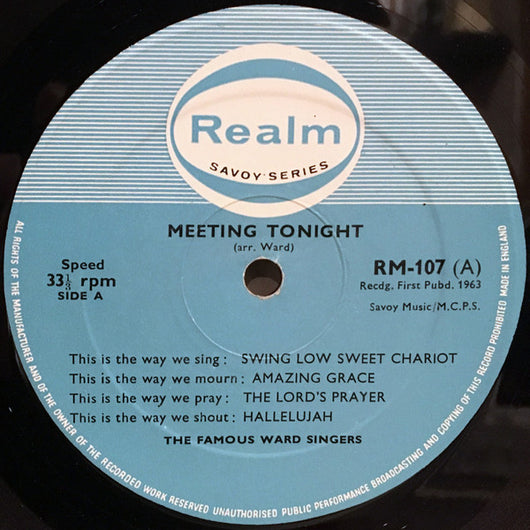 Realm
SAVOY SERIES
MEETING TONIGHT
(arr. Ward)
Speed
33⅓ rpm
SIDE A
RM-107 (A)
Recdg. First Pubd. 1963
Savoy Music/M.C.P.S.
This is the way we sing : SWING LOW SWEET CHARIOT
This is the way we mourn : AMAZING GRACE
This is the way we pray : THE LORD'S PRAYER
This is the way we shout : HALLELUJAH
THE FAMOUS WARD SINGERS
ALL RIGHTS OF THE MANUFACTURER AND OF THE OWNER OF THE RECORDED WORK RESERVED UNAUTHORISED PUBLIC PERFORMANCE BROADCASTING AND COPYING OF THIS RECORD PROHIBITED MADE IN ENGLAND